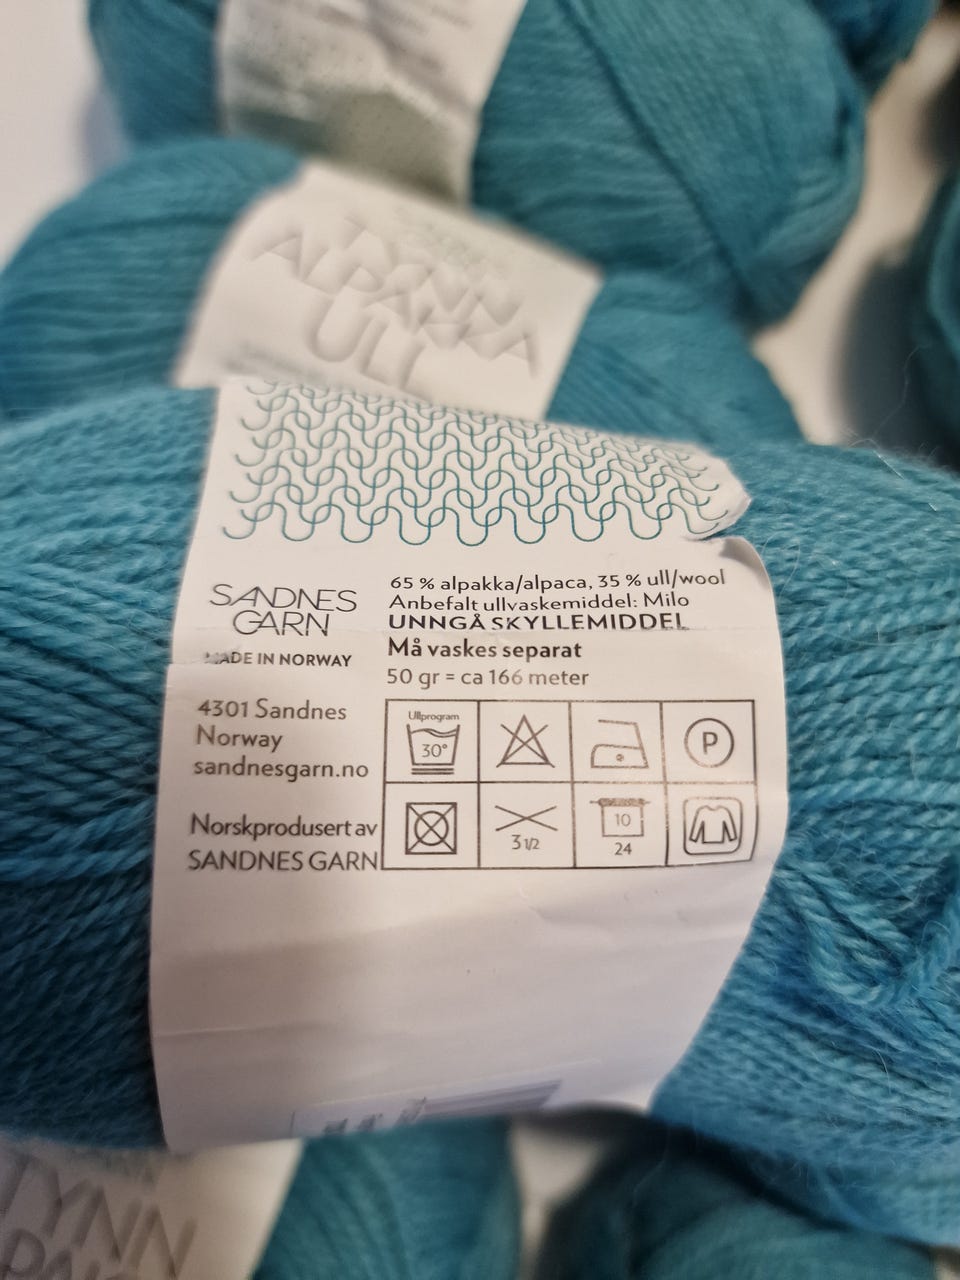 TYNN
ALPAKKA
ULL
SANDNES
GARN
MADE IN NORWAY
4301 Sandnes
Norway
sandnesgarn.no
Norskprodusert av
SANDNES GARN
65 % alpakka/alpaca, 35 % ull/wool
Anbefalt ullvaskemiddel: Milo
UNNGÅ SKYLLEMIDDEL
Må vaskes separat
50 gr = ca 166 meter
Ullprogram
30°
P
3 1/2
10
24
TYNN